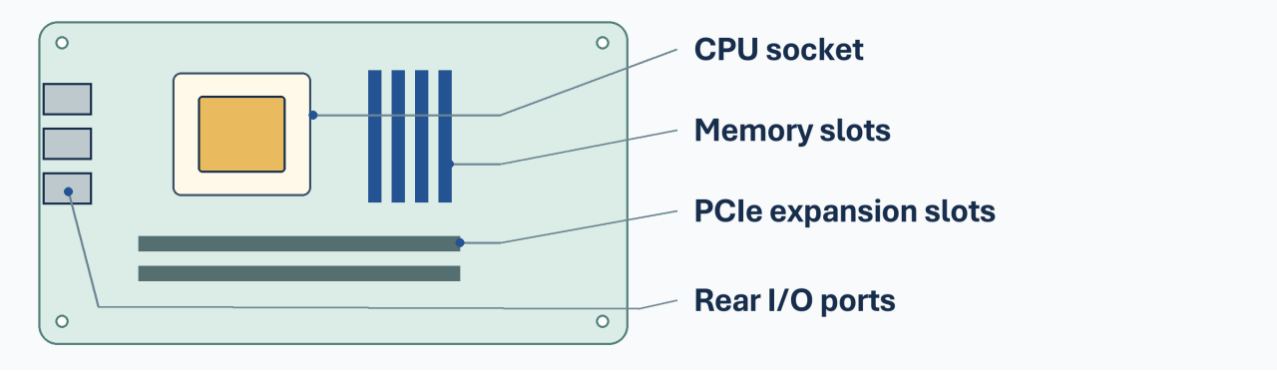 CPU socket
Memory slots
PCIe expansion slots
Rear I/O ports